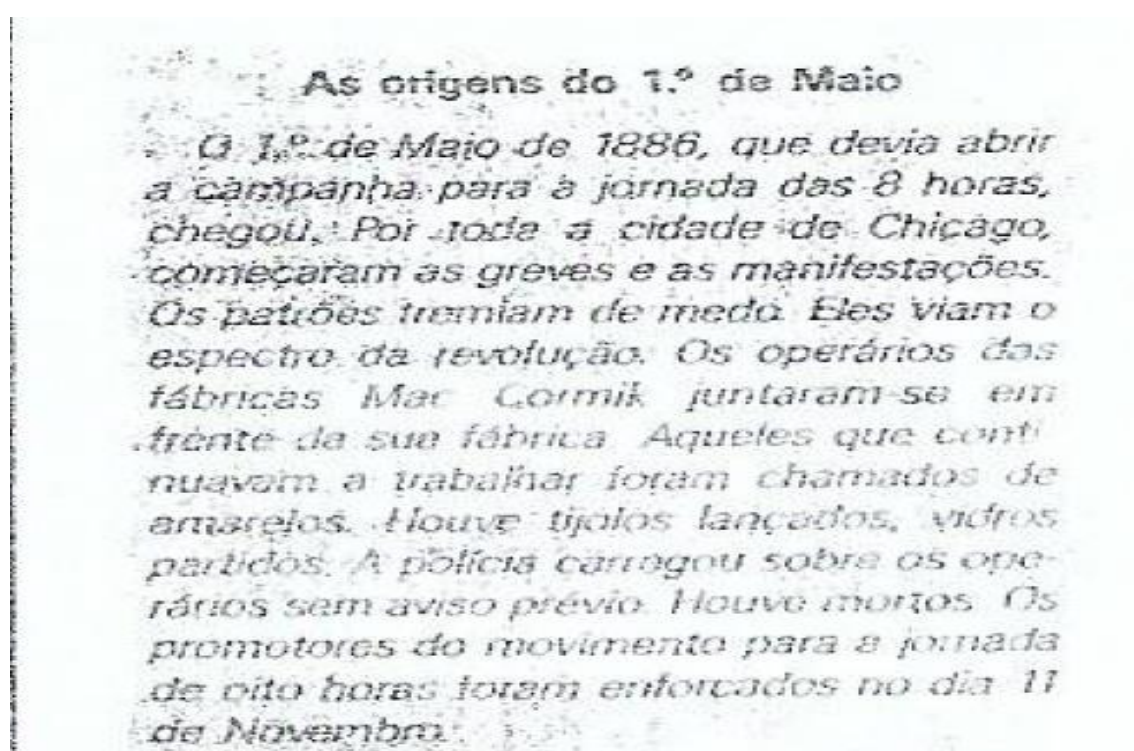 As origens do 1.º de Maio
O 1.º de Maio de 1886, que devia abrir
a campanha para a jornada das 8 horas,
chegou. Por toda a cidade de Chicago,
começaram as greves e as manifestações.
Os patrões tremiam de medo. Eles viam o
espectro da revolução. Os operários das
fábricas Mac Cormik juntaram-se em
frente da sua fábrica. Aqueles que conti-
nuavam a trabalhar foram chamados de
amarelos. Houve tijolos lançados, vidros
partidos. A polícia carregou sobre os ope-
rários sem aviso prévio. Houve mortos. Os
promotores do movimento para a jornada
de oito horas foram enforcados no dia 11
de Novembro.